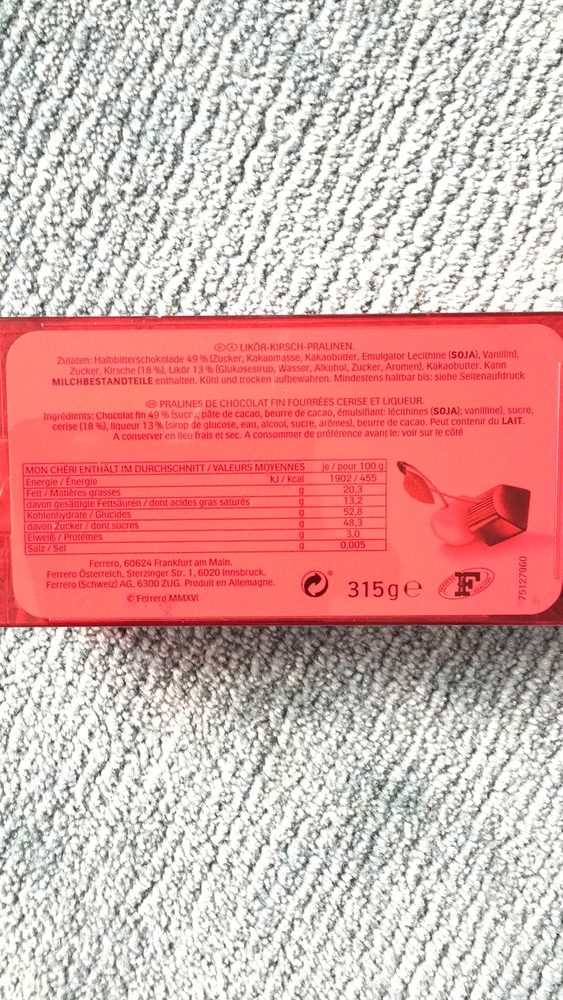 LIKÖR-KIRSCH-PRALINEN.
Zutaten: Halbbitterschokolade 49 % (Zucker, Kakaomasse, Kakaobutter, Emulgator Lecithine (SOJA), Vanillin),
Zucker, Kirsche (18 %), Likör 13 % (Glukosesirup, Wasser, Alkohol, Zucker, Aromen), Kakaobutter. Kann
MILCHBESTANDTEILE enthalten. Kühl und trocken aufbewahren. Mindestens haltbar bis: siehe Seitenaufdruck
PRALINES DE CHOCOLAT FIN FOURRÉES CERISE ET LIQUEUR.
Ingrédients: Chocolat fin 49 % (sucre, pâte de cacao, beurre de cacao, émulsifiant: lécithines (SOJA); vanilline), sucre,
cerise (18 %), liqueur 13 % (sirop de glucose, eau, alcool, sucre, arômes), beurre de cacao. Peut contenir du LAIT.
A conserver en lieu frais et sec. A consommer de préférence avant le: voir sur le côté
MON CHÉRI ENTHÄLT IM DURCHSCHNITT / VALEURS MOYENNES je / pour 100 g
Energie / Énergie kJ / kcal 1902 / 455
Fett / Matières grasses g 20,3
davon gesättigte Fettsäuren / dont acides gras saturés g 13,2
Kohlenhydrate / Glucides g 52,8
davon Zucker / dont sucres g 48,3
Eiweiß / Protéines g 3,0
Salz / Sel g 0,005
Ferrero, 60624 Frankfurt am Main.
Ferrero Österreich, Sterzinger Str. 1, 6020 Innsbruck.
Ferrero (Schweiz) AG, 6300 ZUG. Produit en Allemagne.
© Ferrero MMXVI
315g℮
F
75127960